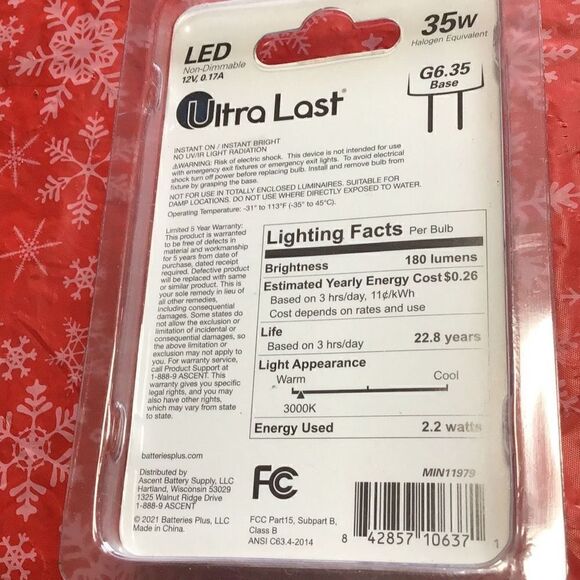 LED
Non-Dimmable
12V, 0.17A
35W
Halogen Equivalent
G6.35
Base
Ultra Last®
INSTANT ON / INSTANT BRIGHT
NO UV/IR LIGHT RADIATION
⚠WARNING: Risk of electric shock. This device is not intended for use
with emergency exit fixtures or emergency exit lights. To avoid electrical
shock turn off power before replacing bulb. Install and remove bulb from
fixture by grasping the base.
NOT FOR USE IN TOTALLY ENCLOSED LUMINAIRES. SUITABLE FOR
DAMP LOCATIONS. DO NOT USE WHERE DIRECTLY EXPOSED TO WATER.
Operating Temperature: -31° to 113°F (-35° to 45°C).
Limited 5 Year Warranty:
This product is warranted
to be free of defects in
material and workmanship
for 5 years from date of
purchase, dated receipt
required. Defective product
will be replaced with same
or similar product. This is
your sole remedy in lieu of
all other remedies,
including consequential
damages. Some states do
not allow the exclusion or
limitation of incidental or
consequential damages, so
the above limitation or
exclusion may not apply to
you. For warranty service,
call Product Support at
1-888-9 ASCENT. This
warranty gives you specific
legal rights, and you may
also have other rights,
which may vary from state
to state.
Lighting Facts Per Bulb
Brightness 180 lumens
Estimated Yearly Energy Cost $0.26
Based on 3 hrs/day, 11¢/kWh
Cost depends on rates and use
Life
Based on 3 hrs/day 22.8 years
Light Appearance
Warm Cool
3000K
Energy Used 2.2 watts
batteriesplus.com
Distributed by
Ascent Battery Supply, LLC
Hartland, Wisconsin 53029
1325 Walnut Ridge Drive
1-888-9 ASCENT
© 2021 Batteries Plus, LLC
Made in China.
FC
FCC Part15, Subpart B,
Class B
ANSI C63.4-2014
MIN11979
8 42857 10637 1